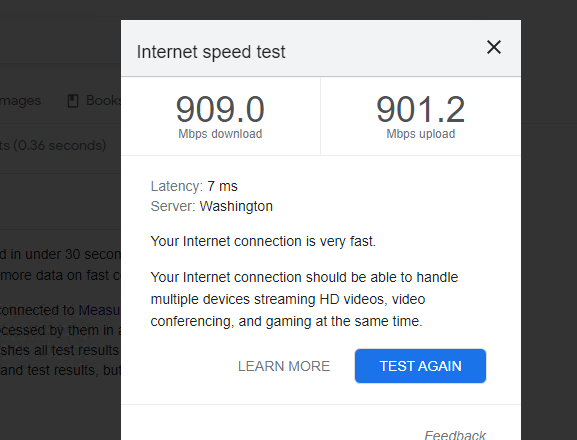 Internet speed test
909.0 901.2
Mbps download Mbps upload
mages Books
ts (0.36 seconds)
Latency: 7 ms
Server: Washington
Your Internet connection is very fast.
d in under 30 secon
more data on fast c
Your Internet connection should be able to handle
multiple devices streaming HD videos, video
conferencing, and gaming at the same time.
connected to Measu
ocessed by them in a
shes all test results
and test results, but
LEARN MORE TEST AGAIN
Feedback